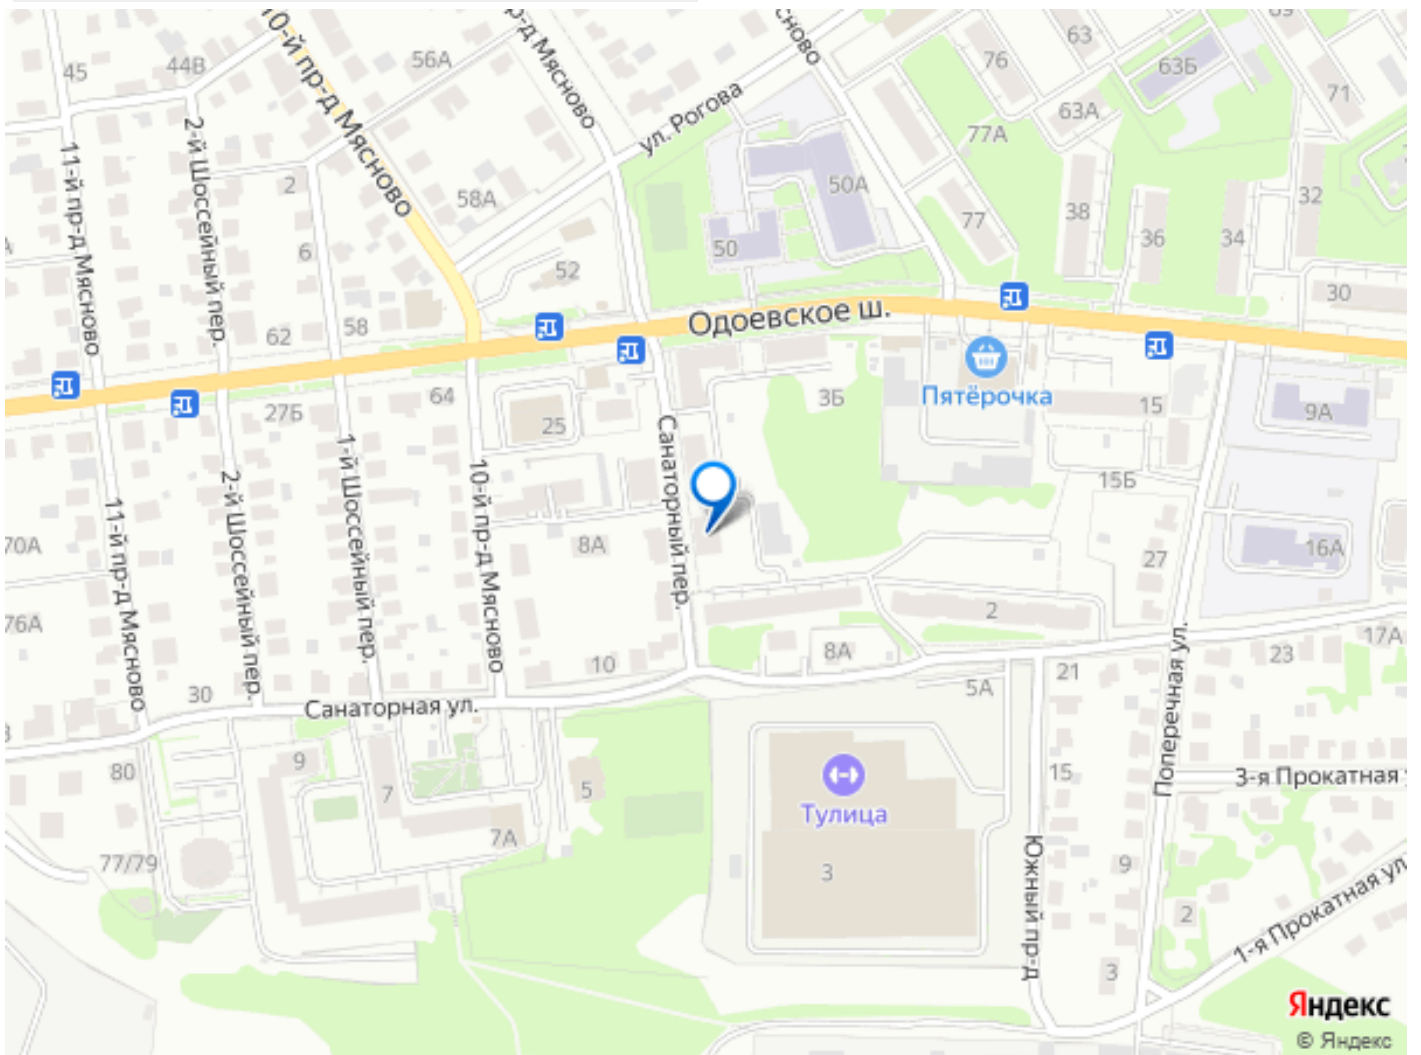 10-й пр-д Мясново
пр-д Мясново
45
44В
56А
63
76
63Б
71
63А
77А
ул. Рогова
2-й Шоссейный пер.
11-й пр-д Мясново
2
58А
50А
77
38
32
36
34
6
50
52
30
58
62
Одоевское ш.
64
27Б
Пятёрочка
3Б
15
9А
25
Санаторный пер.
1-й Шоссейный пер.
2-й Шоссейный пер.
10-й пр-д Мясново
11-й пр-д Мясново
15Б
70А
8А
27
16А
76А
2
17А
8А
23
10
21
5А
30
Санаторная ул.
Поперечная ул.
9
80
7
5
15
3-я Прокатная
Тулица
7А
77/79
3
9
Южный пр-д
2
1-я Прокатная ул.
3
Яндекс
© Яндекс